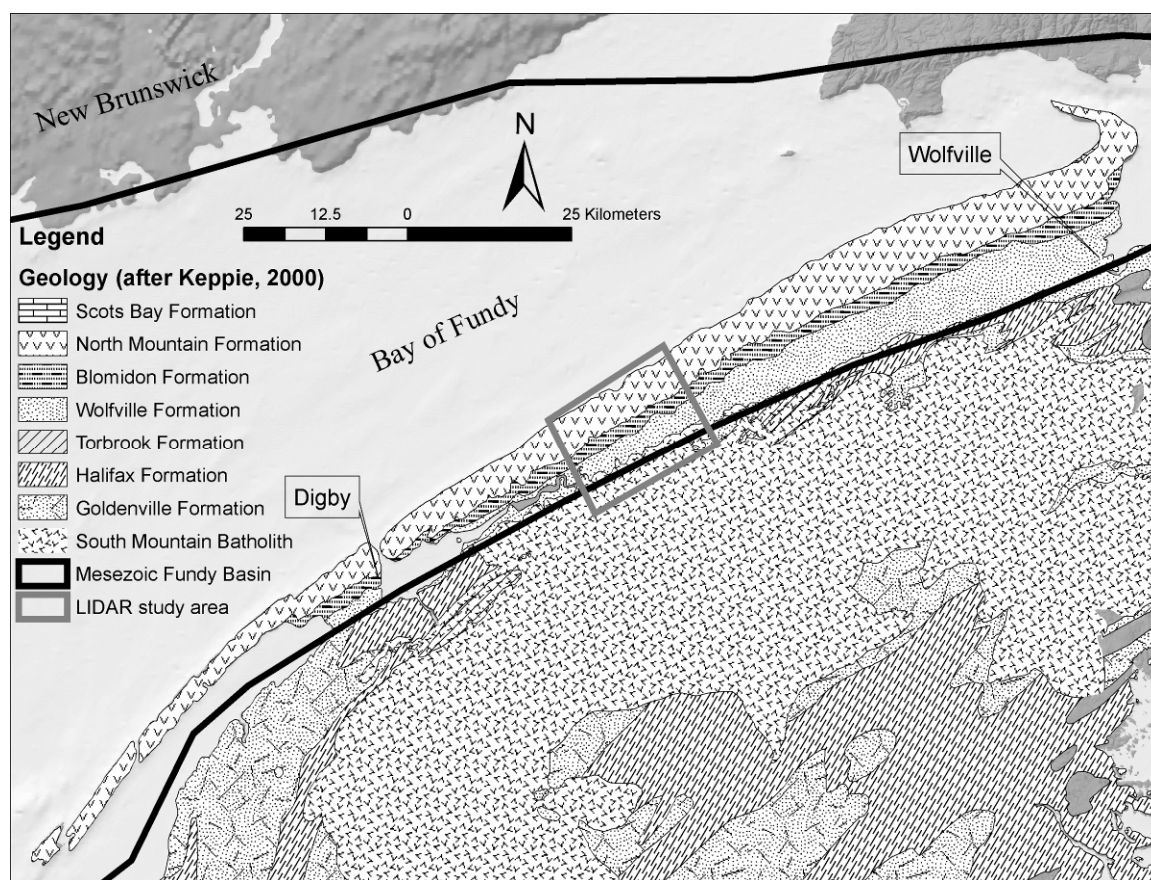 New Brunswick
N
Wolfville
25 12.5 0 25 Kilometers
Legend
Geology (after Keppie, 2000)
Scots Bay Formation
North Mountain Formation
Bay of Fundy
Blomidon Formation
Wolfville Formation
Torbrook Formation
Halifax Formation
Digby
Goldenville Formation
South Mountain Batholith
Mesezoic Fundy Basin
LIDAR study area